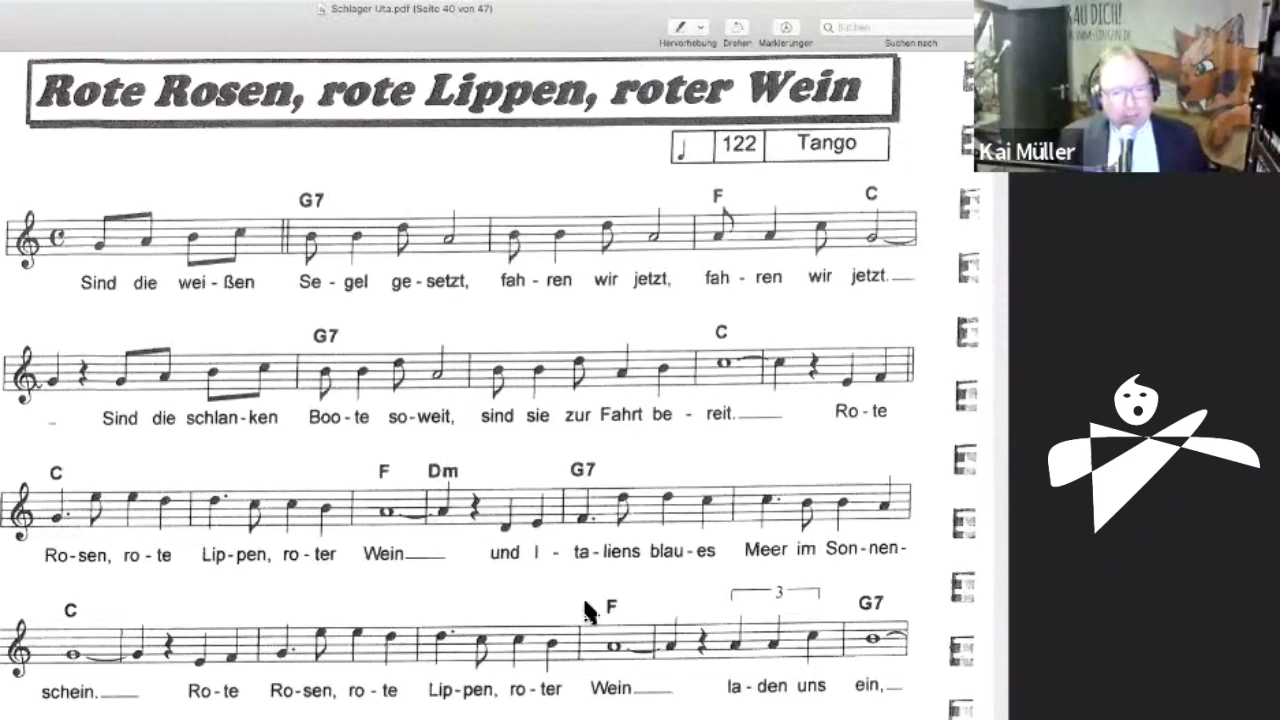 Schlager Uta.pdf (Seite 40 von 47)
Suchen
Hervorhebung Drehen Markierungen Suchen nach
Rote Rosen, rote Lippen, roter Wein
122 Tango
G7 F C
Sind die wei - ßen Se - gel ge - setzt, fah - ren wir jetzt, fah - ren wir jetzt.
G7 C
Sind die schlan - ken Boo - te so - weit, sind sie zur Fahrt be - reit. Ro - te
C F Dm G7
Ro - sen, ro - te Lip - pen, ro - ter Wein und I - ta - liens blau - es Meer im Son - nen -
3
C F G7
schein. Ro - te Ro - sen, ro - te Lip - pen, ro - ter Wein la - den uns ein,
RAU DICH!
KOMM-SINGEN.DE
Kai Müller